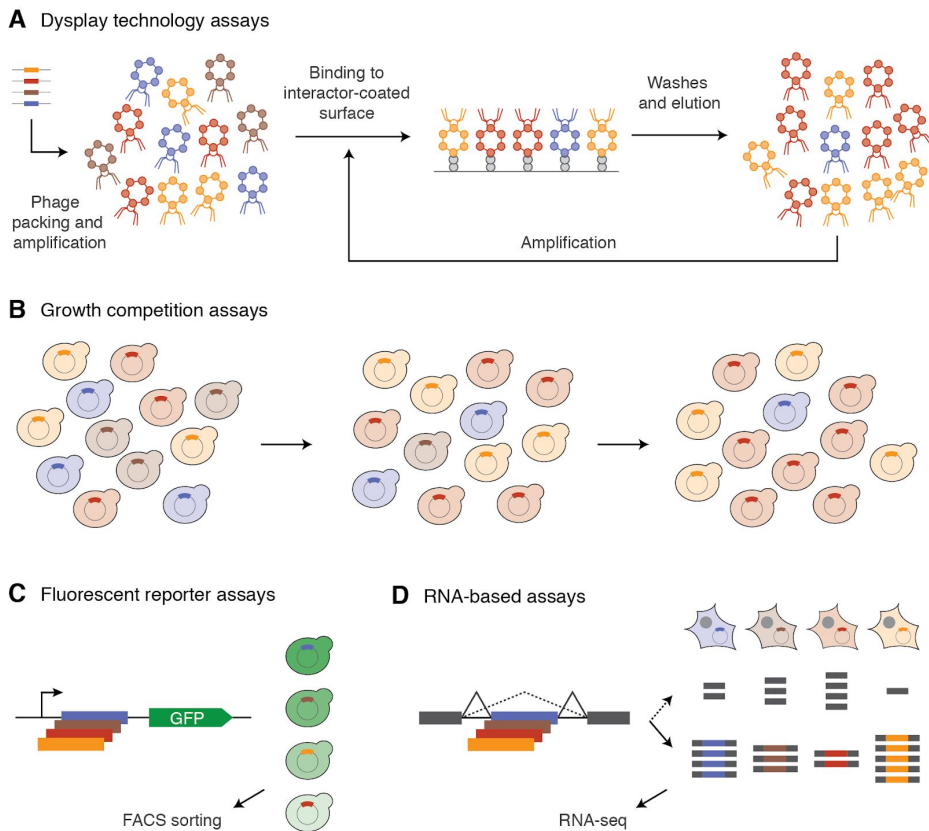 A Dysplay technology assays
Binding to
interactor-coated
surface
Washes
and elution
Phage
packing and
amplification
Amplification
B Growth competition assays
C Fluorescent reporter assays
GFP
FACS sorting
D RNA-based assays
RNA-seq